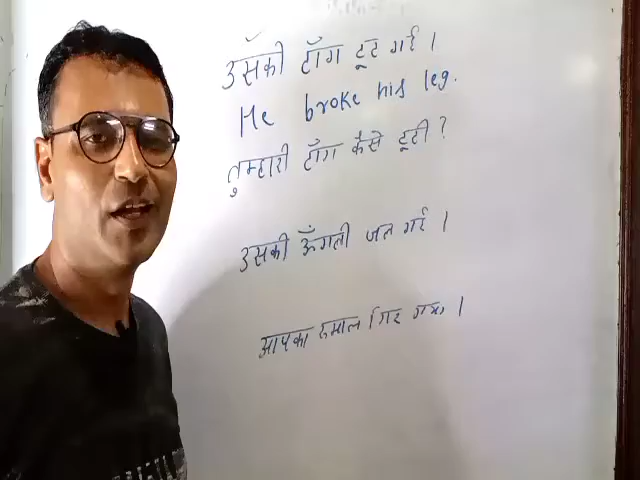 उसकी टाँग टूट गई ।
He broke his leg.
तुम्हारी टाँग कैसे टूटी ?
उसकी ऊँगली जल गई ।
आपका रुमाल गिर गया ।